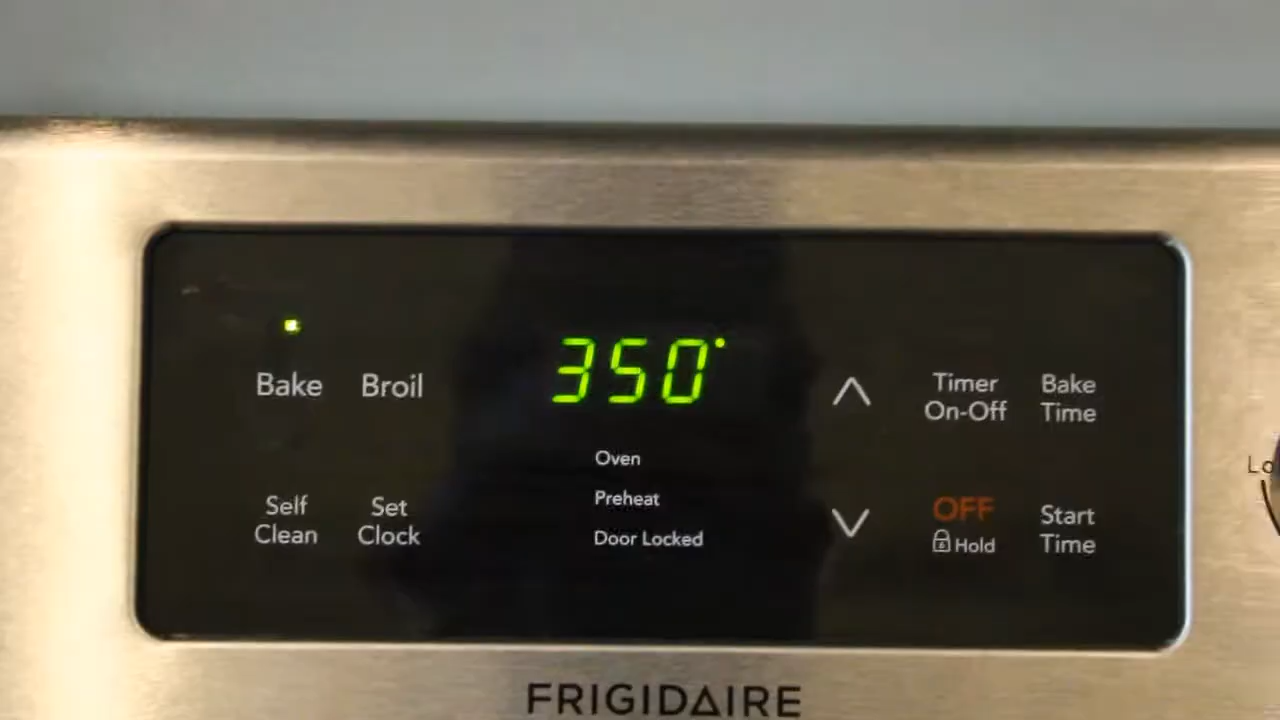 350°
Bake Broil
Timer On-Off
Bake Time
Oven
Preheat
Door Locked
Self Clean
Set Clock
OFF
Hold
Start Time
Lo
FRIGIDAIRE